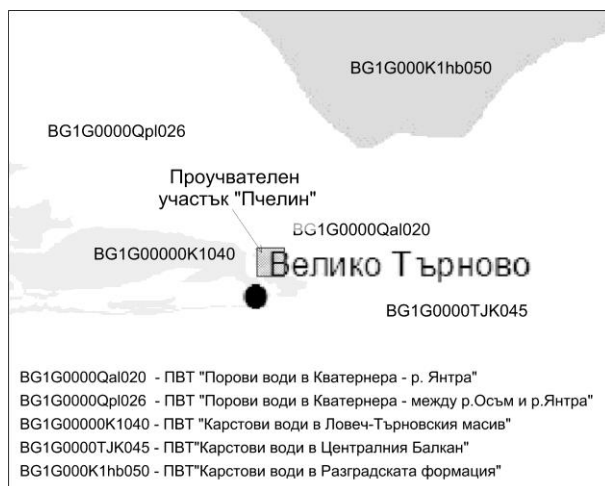 BG1G000K1hb050
BG1G0000Qpl026
Проучвателен
участък "Пчелин"
BG1G0000Qal020
BG1G00000K1040
Велико Търново
BG1G0000TJK045
BG1G0000Qal020 - ПВТ "Порови води в Кватернера - р. Янтра"
BG1G0000Qpl026 - ПВТ "Порови води в Кватернера - между р.Осъм и р.Янтра"
BG1G00000K1040 - ПВТ "Карстови води в Ловеч-Търновския масив"
BG1G0000TJK045 - ПВТ"Карстови води в Централния Балкан"
BG1G000K1hb050 - ПВТ"Карстови води в Разградската формация"